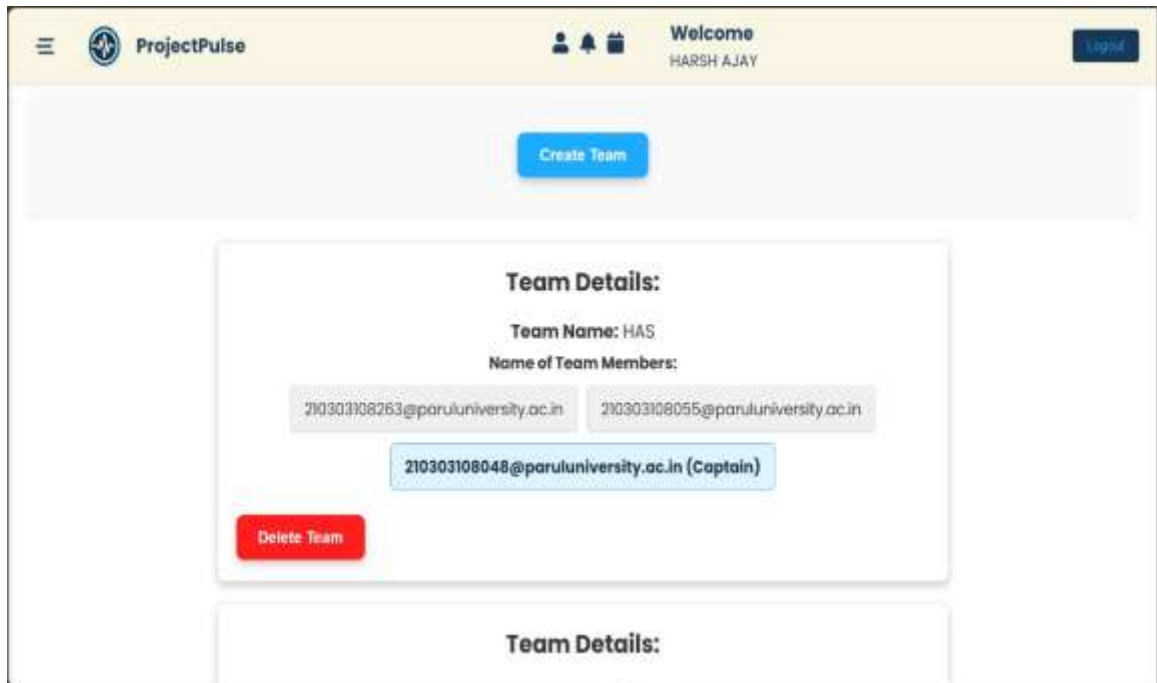 ProjectPulse
Welcome
HARSH AJAY
Logout
Create Team
Team Details:
Team Name: HAS
Name of Team Members:
210303108263@paruluniversity.ac.in 210303108055@paruluniversity.ac.in
210303108048@paruluniversity.ac.in (Captain)
Delete Team
Team Details: